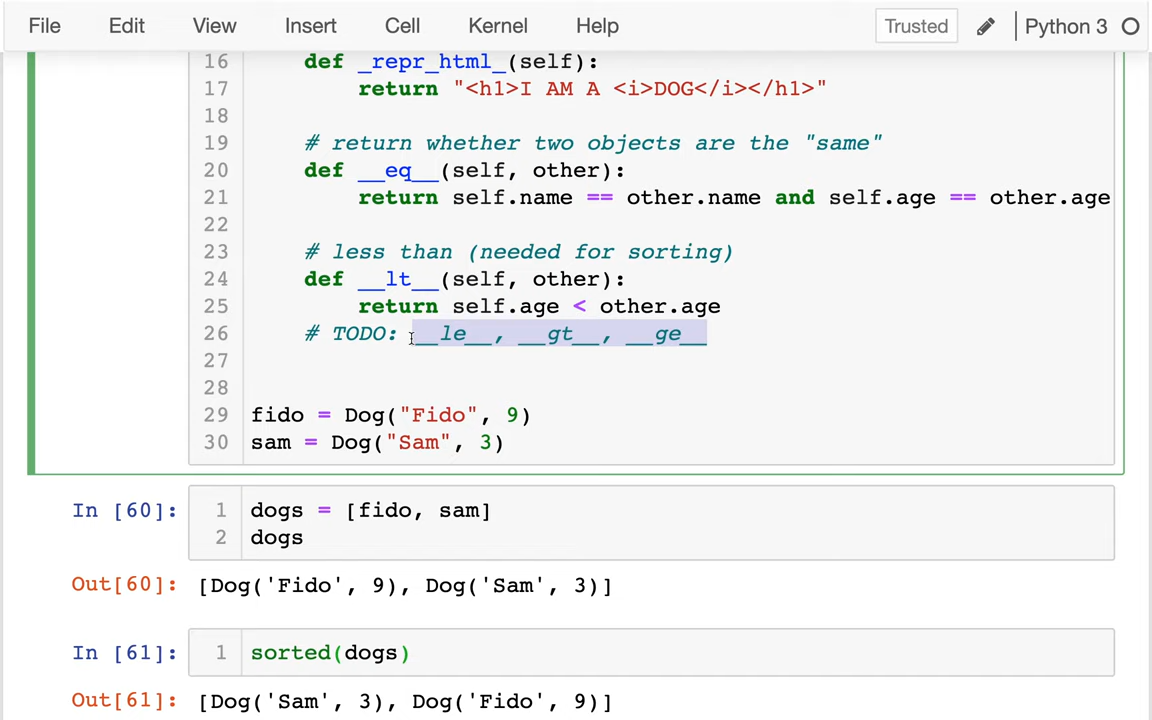 File Edit View Insert Cell Kernel Help Trusted Python 3
16 def _repr_html_(self):
17 return "<h1>I AM A <i>DOG</i></h1>"
18
19 # return whether two objects are the "same"
20 def __eq__(self, other):
21 return self.name == other.name and self.age == other.age
22
23 # less than (needed for sorting)
24 def __lt__(self, other):
25 return self.age < other.age
26 # TODO: __le__, __gt__, __ge__
27
28
29 fido = Dog("Fido", 9)
30 sam = Dog("Sam", 3)
In [60]: 1 dogs = [fido, sam]
2 dogs
Out[60]: [Dog('Fido', 9), Dog('Sam', 3)]
In [61]: 1 sorted(dogs)
Out[61]: [Dog('Sam', 3), Dog('Fido', 9)]